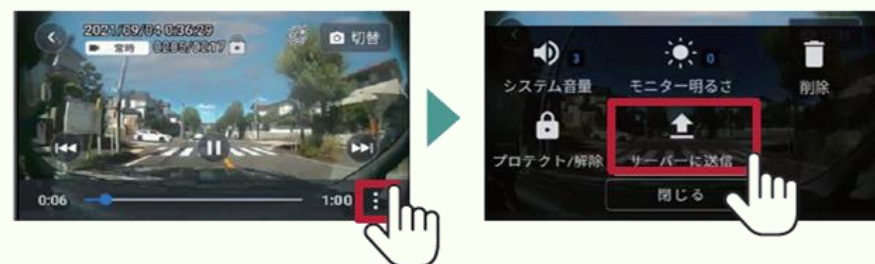 2021/09/04 0:36:29
常時 0205/0217
切替
0:06
1:00
3
0
システム音量
モニター明るさ
削除
プロテクト/解除
サーバーに送信
閉じる